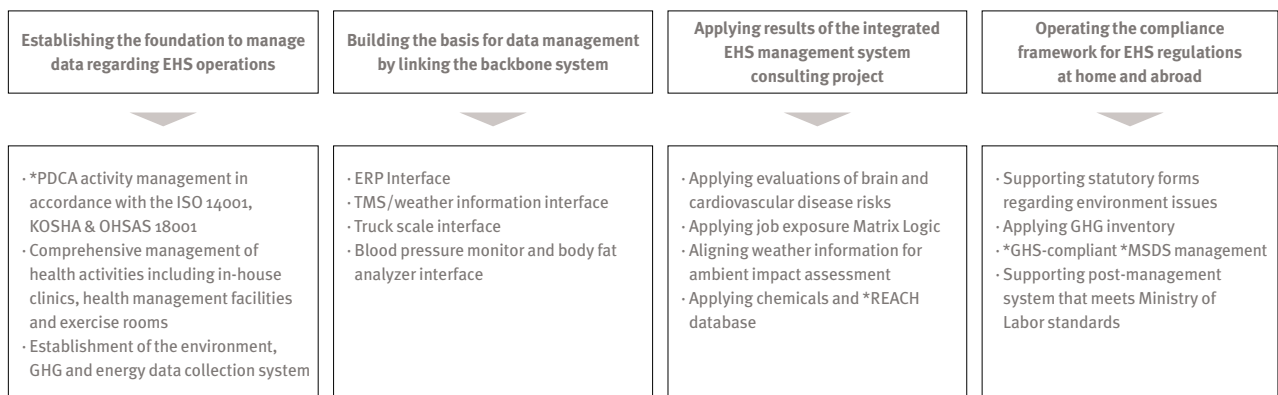 Establishing the foundation to manage
data regarding EHS operations
Building the basis for data management
by linking the backbone system
Applying results of the integrated
EHS management system
consulting project
Operating the compliance
framework for EHS regulations
at home and abroad
· *PDCA activity management in
accordance with the ISO 14001,
KOSHA & OHSAS 18001
· Comprehensive management of
health activities including in-house
clinics, health management facilities
and exercise rooms
· Establishment of the environment,
GHG and energy data collection system
· ERP Interface
· TMS/weather information interface
· Truck scale interface
· Blood pressure monitor and body fat
analyzer interface
· Applying evaluations of brain and
cardiovascular disease risks
· Applying job exposure Matrix Logic
· Aligning weather information for
ambient impact assessment
· Applying chemicals and *REACH
database
· Supporting statutory forms
regarding environment issues
· Applying GHG inventory
· *GHS-compliant *MSDS management
· Supporting post-management
system that meets Ministry of
Labor standards